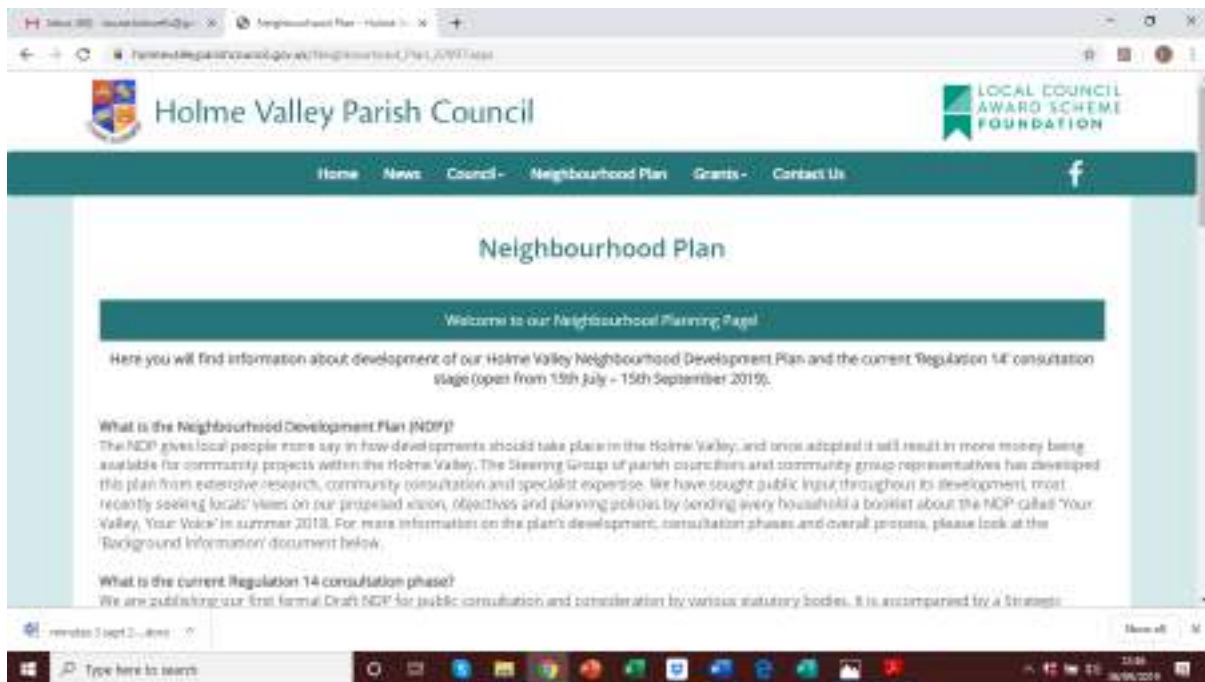 Neighbourhood Plan - Holme
Holme Valley Parish Council
LOCAL COUNCIL
AWARD SCHEME
FOUNDATION
Home News Council Neighbourhood Plan Grants Contact Us
f
Neighbourhood Plan
Welcome to our Neighbourhood Planning Page!
Here you will find information about development of our Holme Valley Neighbourhood Development Plan and the current 'Regulation 14' consultation
stage (open from 15th July – 15th September 2019).
What is the Neighbourhood Development Plan (NDP)?
The NDP gives local people more say in how developments should take place in the Holme Valley, and once adopted it will result in more money being
available for community projects within the Holme Valley. The Steering Group of parish councillors and community group representatives has developed
this plan from extensive research, community consultation and specialist expertise. We have sought public input throughout its development, most
recently seeking locals' views on our proposed vision, objectives and planning policies by sending every household a booklet about the NDP called 'Your
Valley, Your Voice' in summer 2018. For more information on the plan's development, consultation phases and overall process, please look at the
'Background Information' document below.
What is the current Regulation 14 consultation phase?
We are publishing our first formal Draft NDP for public consultation and consideration by various statutory bodies. It is accompanied by a Strategic
Show all
Type here to search